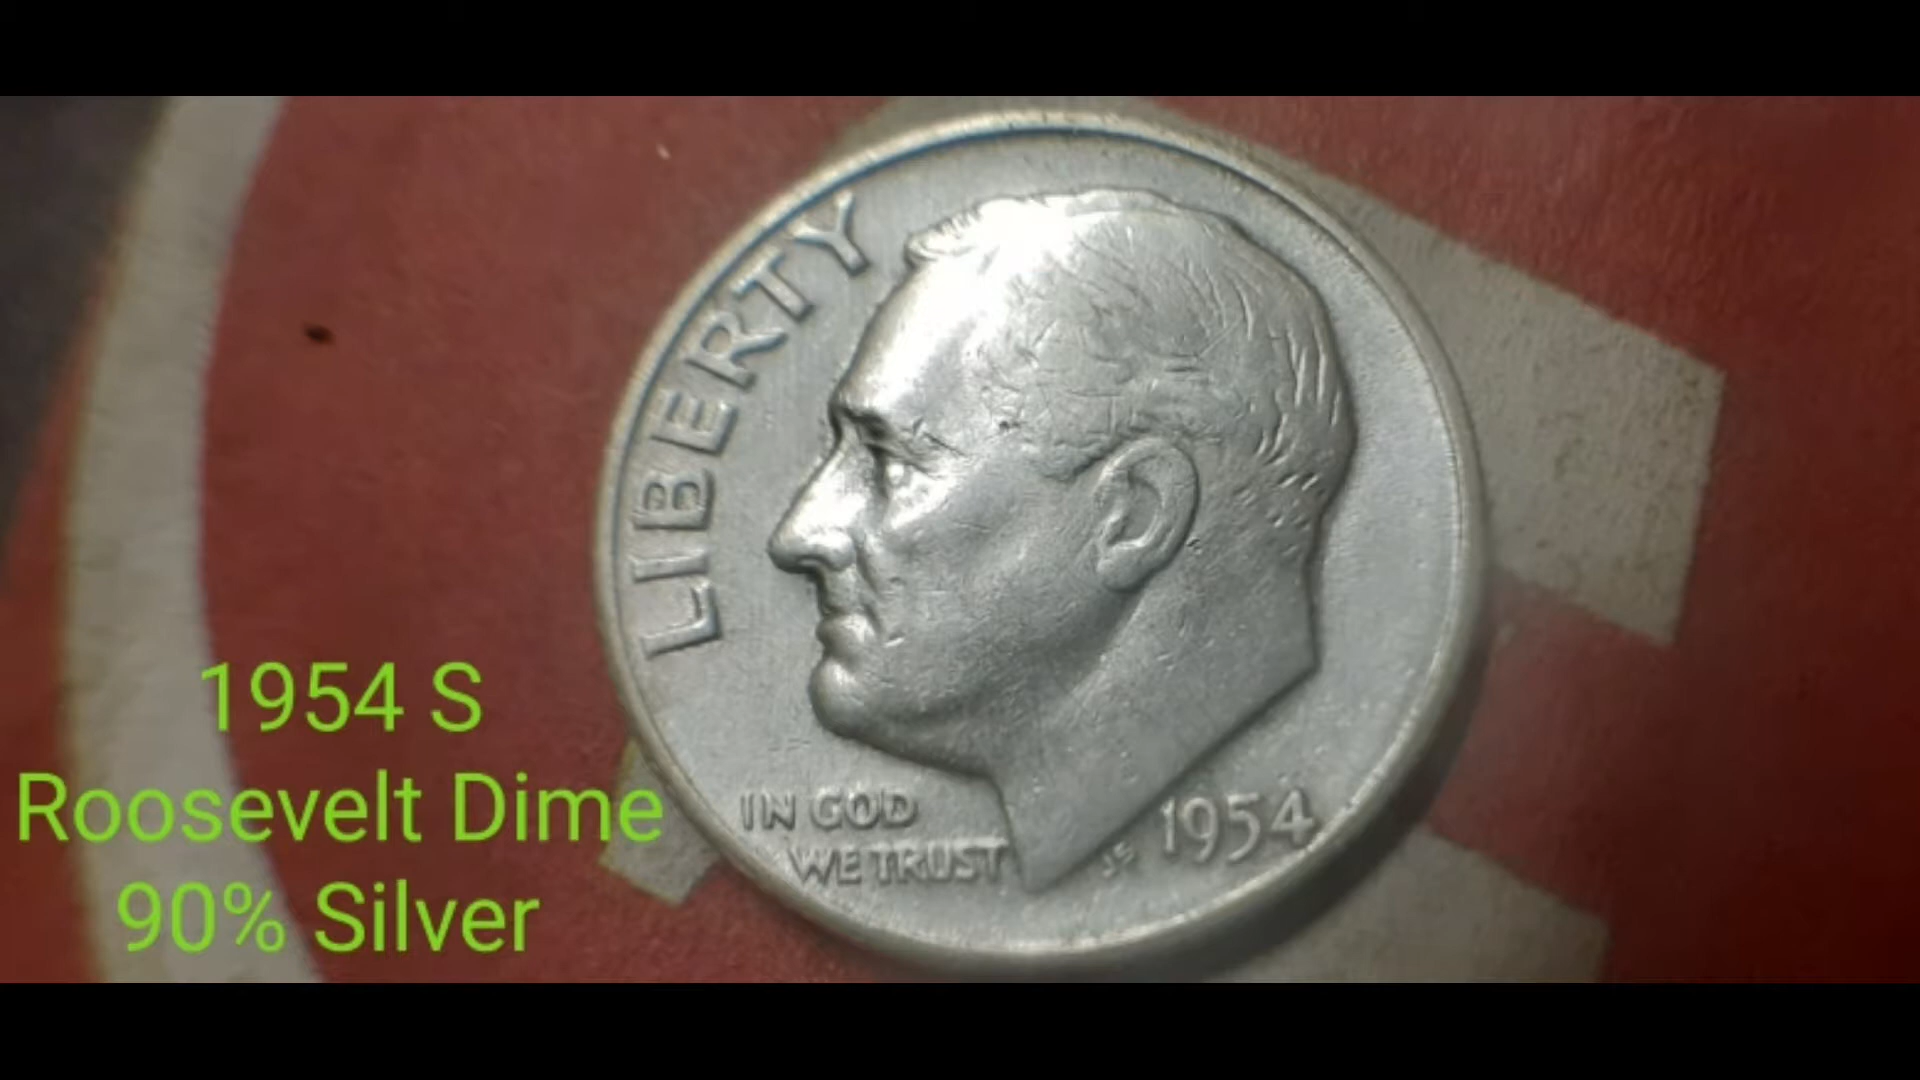 LIBERTY
IN GOD
WE TRUST
JS
1954
1954 S
Roosevelt Dime
90% Silver